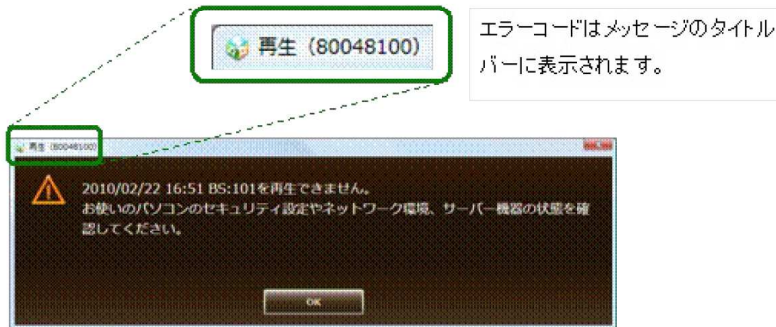 再生 (80048100)
エラーコードはメッセージのタイトル
バーに表示されます。
再生 (80048100)
2010/02/22 16:51 BS:101を再生できません。
お使いのパソコンのセキュリティ設定やネットワーク環境、サーバー機器の状態を確
認してください。
OK